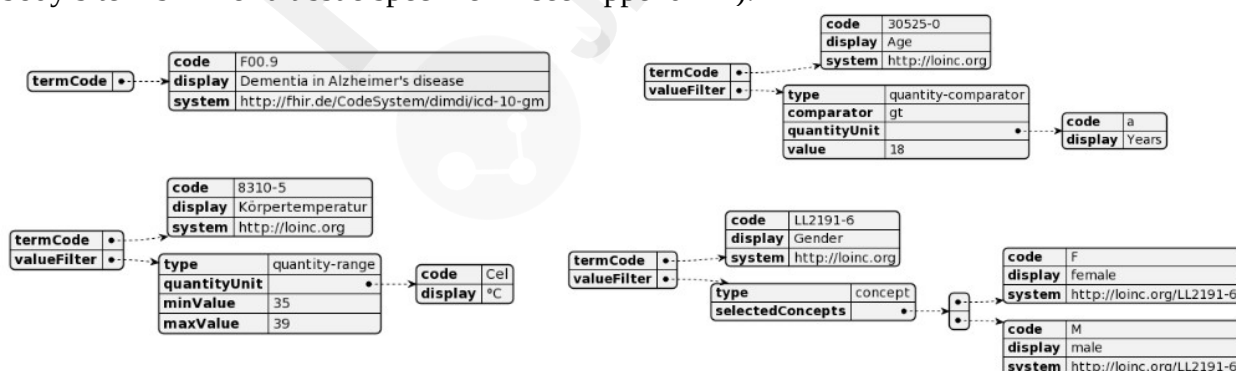 termCode
code F00.9
display Dementia in Alzheimer's disease
system http://fhir.de/CodeSystem/dimdi/icd-10-gm
termCode
valueFilter
code 30525-0
display Age
system http://loinc.org
type quantity-comparator
comparator gt
quantityUnit
value 18
code a
display Years
termCode
valueFilter
code 8310-5
display Körpertemperatur
system http://loinc.org
type quantity-range
quantityUnit
minValue 35
maxValue 39
code Cel
display °C
termCode
valueFilter
code LL2191-6
display Gender
system http://loinc.org
type concept
selectedConcepts
code F
display female
system http://loinc.org/LL2191-6
code M
display male
system http://loinc.org/LL2191-6